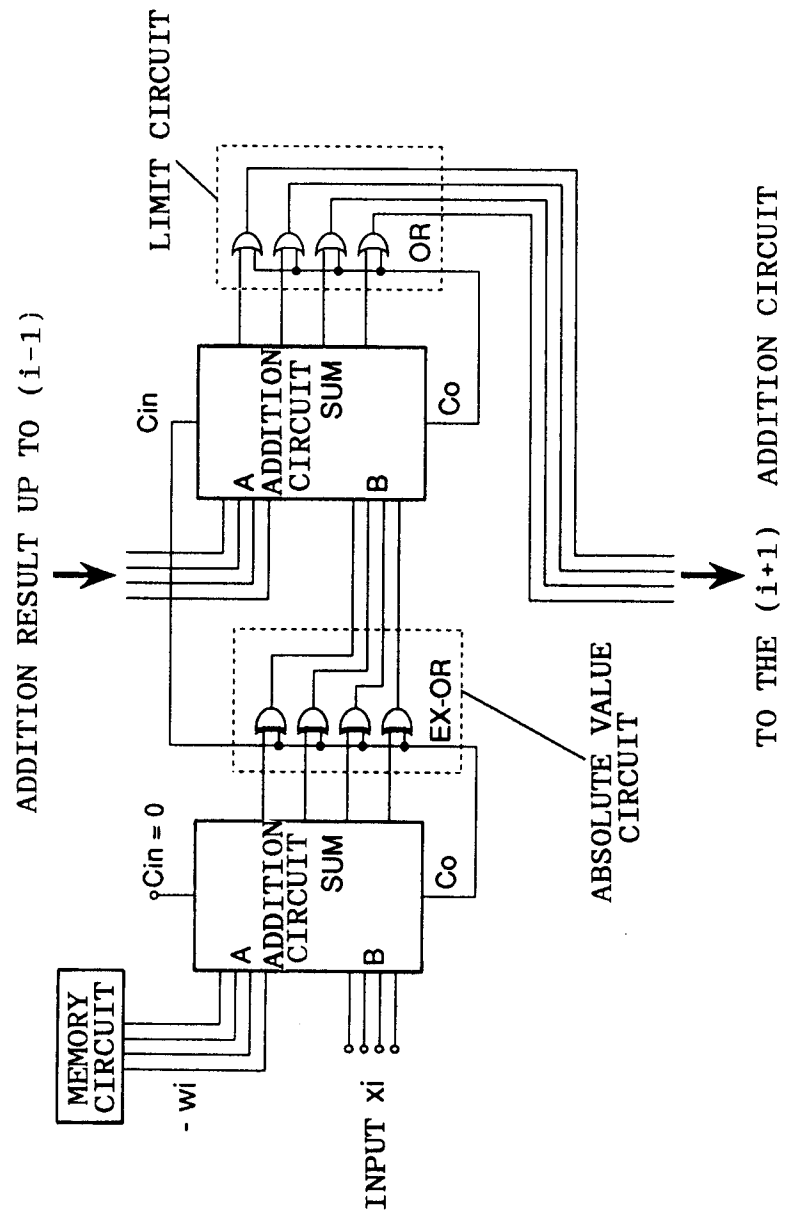 ADDITION RESULT UP TO (i-1)
LIMIT CIRCUIT
Cin
A
ADDITION
CIRCUIT
SUM
B
Co
OR
MEMORY
CIRCUIT
- wi
INPUT xi
Cin = 0
A
ADDITION
CIRCUIT
SUM
B
Co
EX-OR
ABSOLUTE VALUE
CIRCUIT
TO THE (i+1) ADDITION CIRCUIT